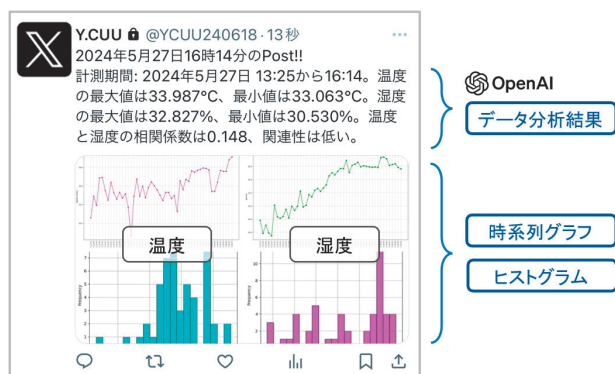 Y.CUU @YCUU240618·13秒
2024年5月27日16時14分のPost!!
計測期間: 2024年5月27日 13:25から16:14。温度
の最大値は33.987°C、最小値は33.063°C。湿度
の最大値は32.827%、最小値は30.530%。温度
と湿度の相関係数は0.148、関連性は低い。
OpenAI
データ分析結果
温度
湿度
時系列グラフ
ヒストグラム
Frequency
Frequency